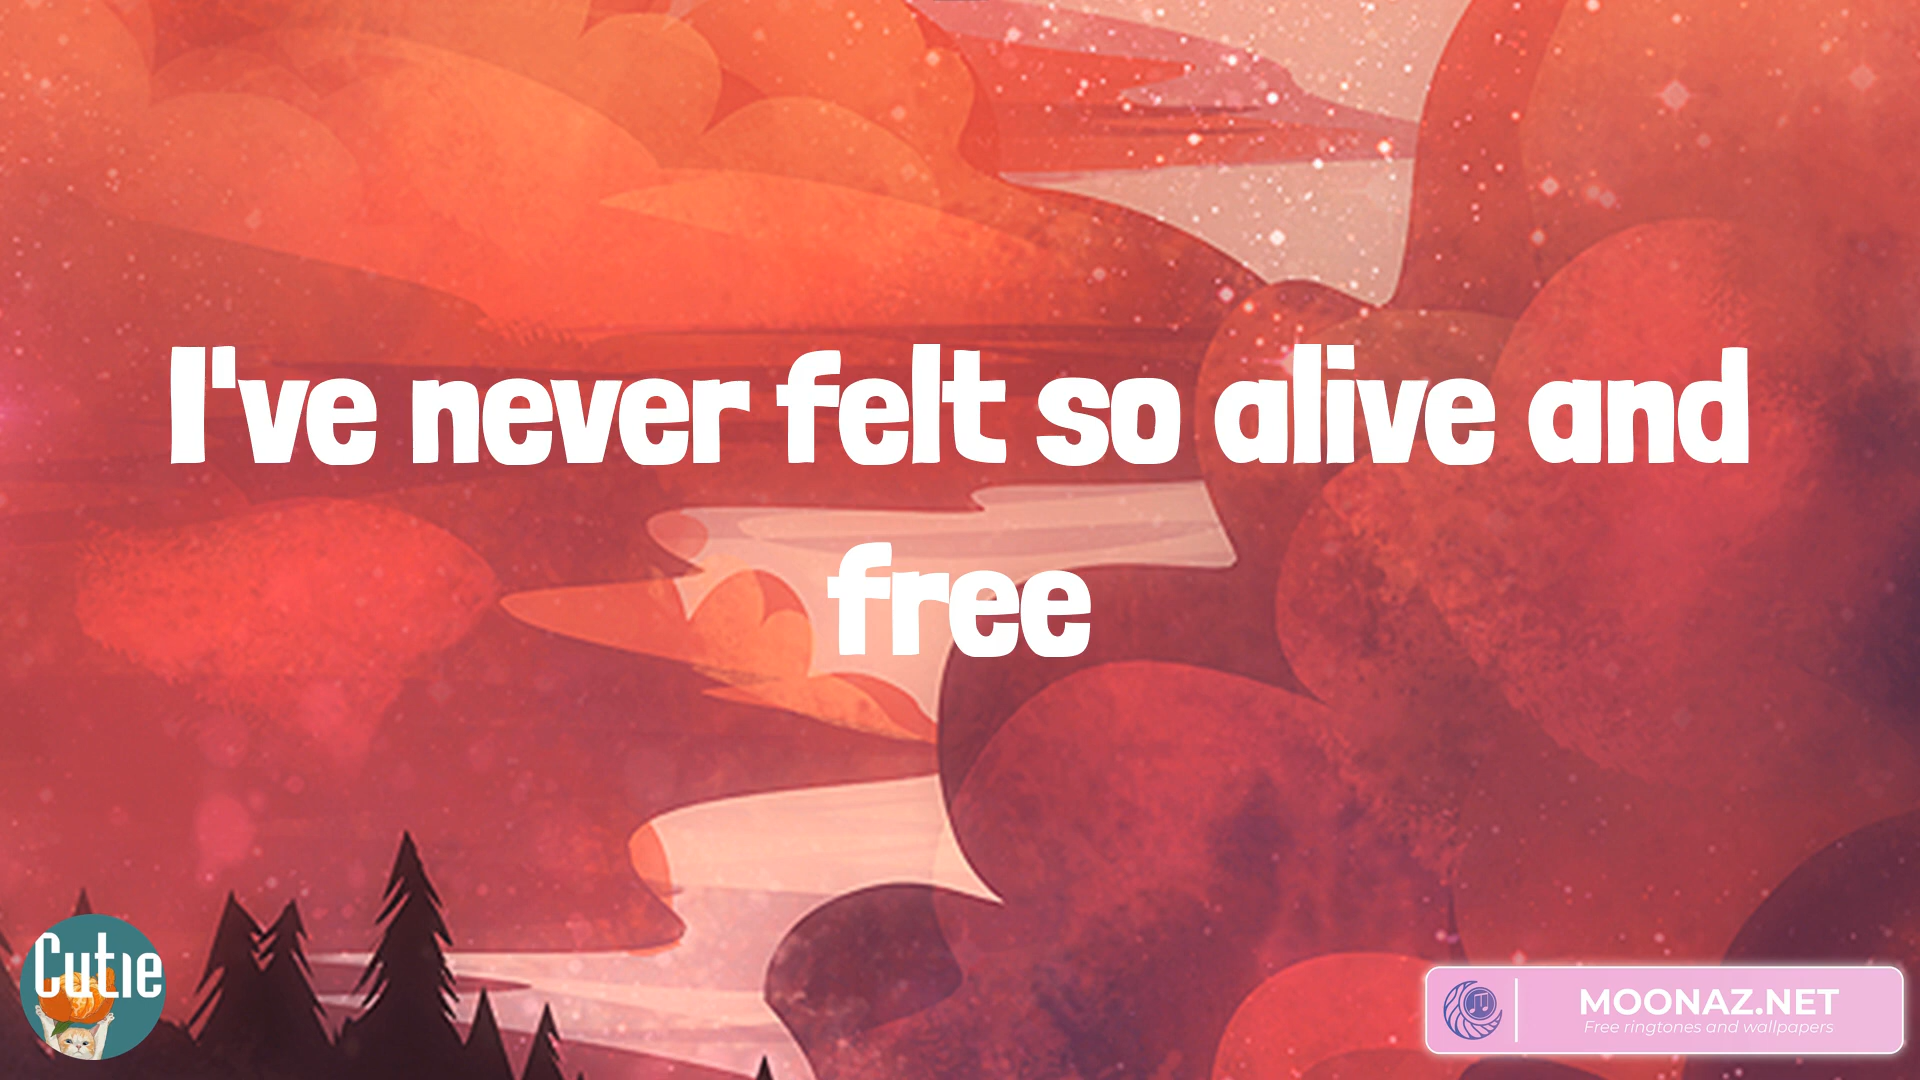 I've never felt so alive and
free
Cutie
MOONAZ.NET
Free ringtones and wallpapers